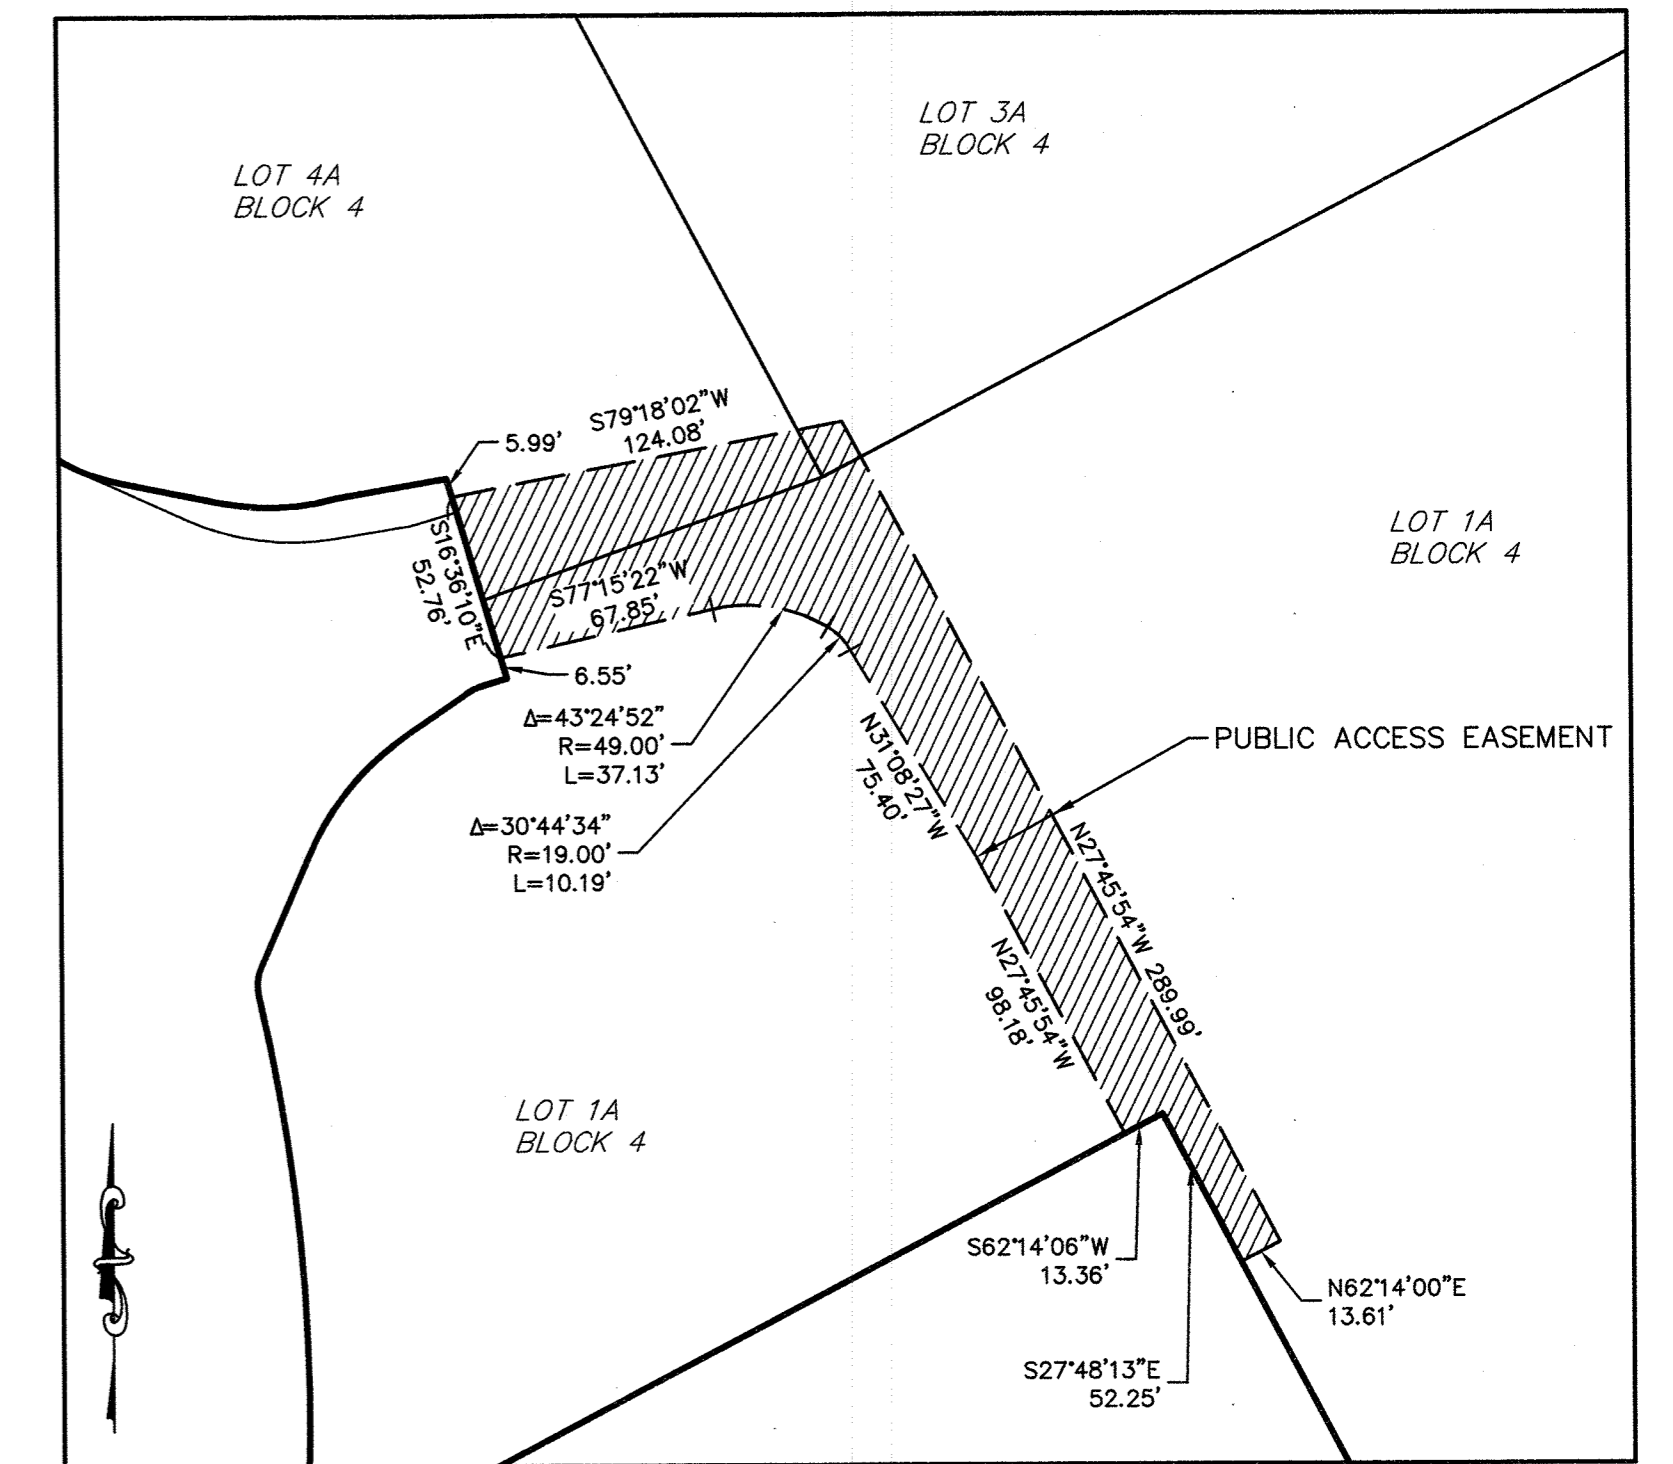 LOT 3A
BLOCK 4
LOT 4A
BLOCK 4
S79°18'02"W
124.08'
5.99'
LOT 1A
BLOCK 4
S16°36'10"E
52.76'
S77°15'22"W
67.85'
6.55'
Δ=43°24'52"
R=49.00'
L=37.13'
N31°08'27"W
75.40'
PUBLIC ACCESS EASEMENT
Δ=30°44'34"
R=19.00'
L=10.19'
N27°45'54"W 289.99'
N27°45'54"W
98.18'
LOT 1A
BLOCK 4
S62°14'06"W
13.36'
N62°14'00"E
13.61'
S27°48'13"E
52.25'